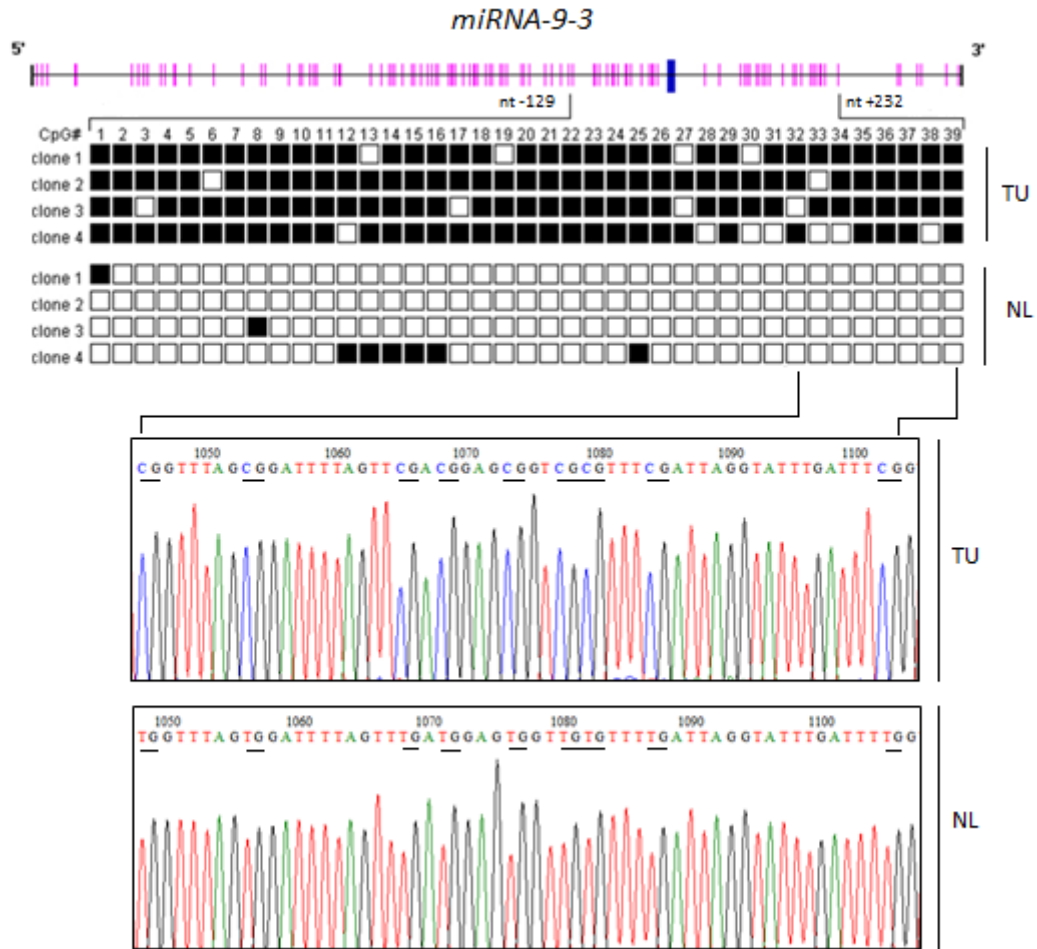 miRNA-9-3
5' 3'
nt -129 nt +232
CpG# 1 2 3 4 5 6 7 8 9 10 11 12 13 14 15 16 17 18 19 20 21 22 23 24 25 26 27 28 29 30 31 32 33 34 35 36 37 38 39
clone 1
clone 2
clone 3
clone 4
TU
clone 1
clone 2
clone 3
clone 4
NL
1050 1060 1070 1080 1090 1100
CGGTTTAGCGGATTTTAGTTCGACGGAGCGGTCGCGTTTCGATTAGGTATTTGATTTCGG
TU
1050 1060 1070 1080 1090 1100
TGGTTTAGTGGATTTTAGTTTGATGGAGTGGTTGTGTTTTGATTAGGTATTTGATTTTGG
NL